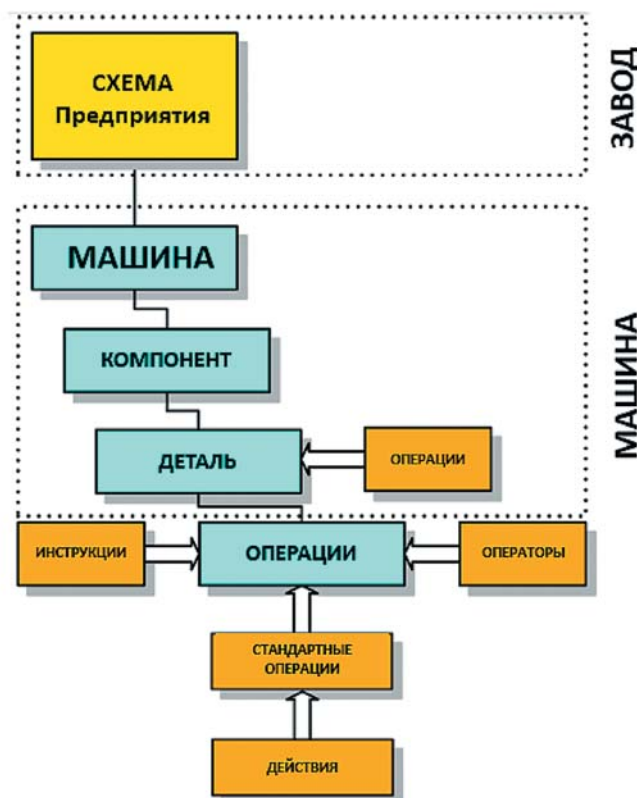 СХЕМА
Предприятия
ЗАВОД
МАШИНА
КОМПОНЕНТ
ДЕТАЛЬ
ОПЕРАЦИИ
МАШИНА
ИНСТРУКЦИИ
ОПЕРАЦИИ
ОПЕРАТОРЫ
СТАНДАРТНЫЕ
ОПЕРАЦИИ
ДЕЙСТВИЯ